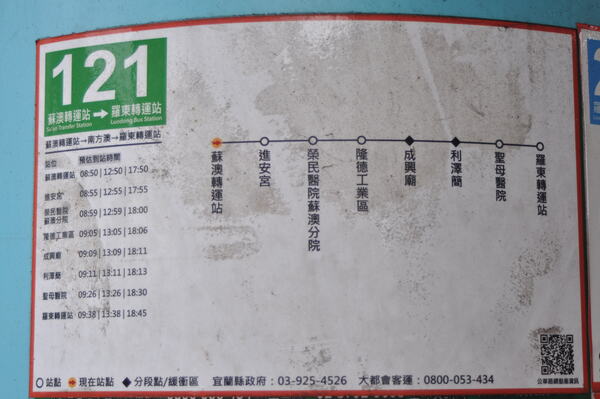 121
蘇澳轉運站→羅東轉運站
Su'ao Transfer Station
Luodong Bus Station
蘇澳轉運站→南方澳→羅東轉運站
站位 預估到站時間
蘇澳轉運站 08:50 | 12:50 | 17:50
進安宮 08:55 | 12:55 | 17:55
榮民醫院
蘇澳分院 08:59 | 12:59 | 18:00
隆德工業區 09:05 | 13:05 | 18:06
成興廟 09:09 | 13:09 | 18:11
利澤簡 09:11 | 13:11 | 18:13
聖母醫院 09:26 | 13:26 | 18:30
羅東轉運站 09:38 | 13:38 | 18:45
蘇澳轉運站
進安宮
榮民醫院蘇澳分院
隆德工業區
成興廟
利澤簡
聖母醫院
羅東轉運站
站點 現在站點 分段點/緩衝區 宜蘭縣政府：03-925-4526 大都會客運：0800-053-434
公車路網動態資訊